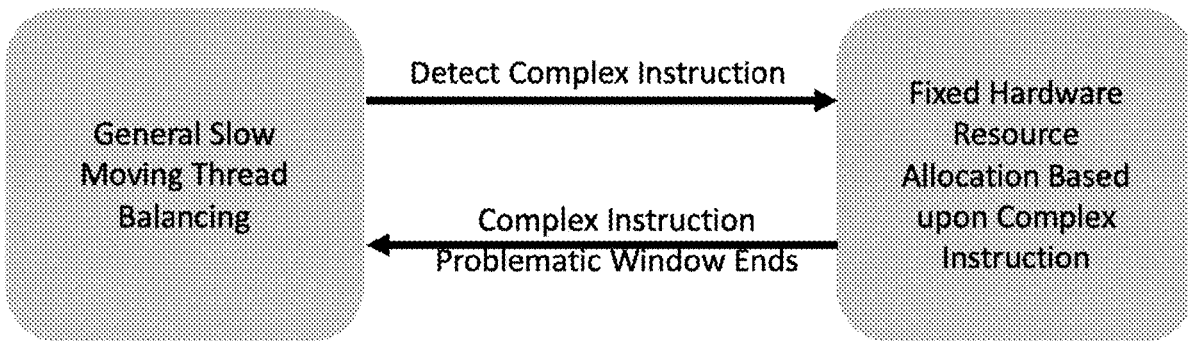 General Slow
Moving Thread
Balancing
Detect Complex Instruction
Complex Instruction
Problematic Window Ends
Fixed Hardware
Resource
Allocation Based
upon Complex
Instruction